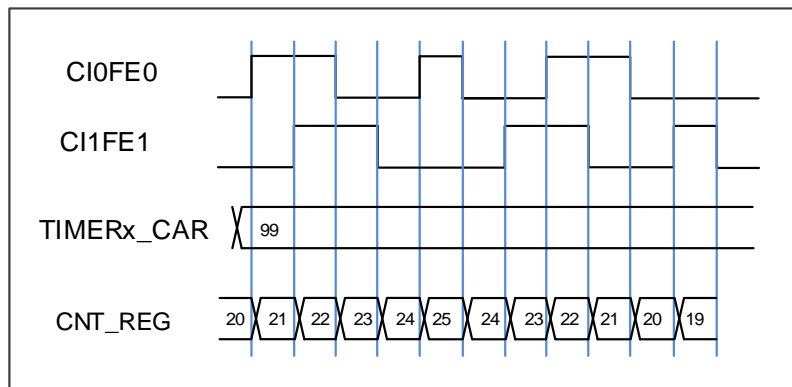 CI0FE0
CI1FE1
TIMERx_CAR 99
CNT_REG 20 21 22 23 24 25 24 23 22 21 20 19